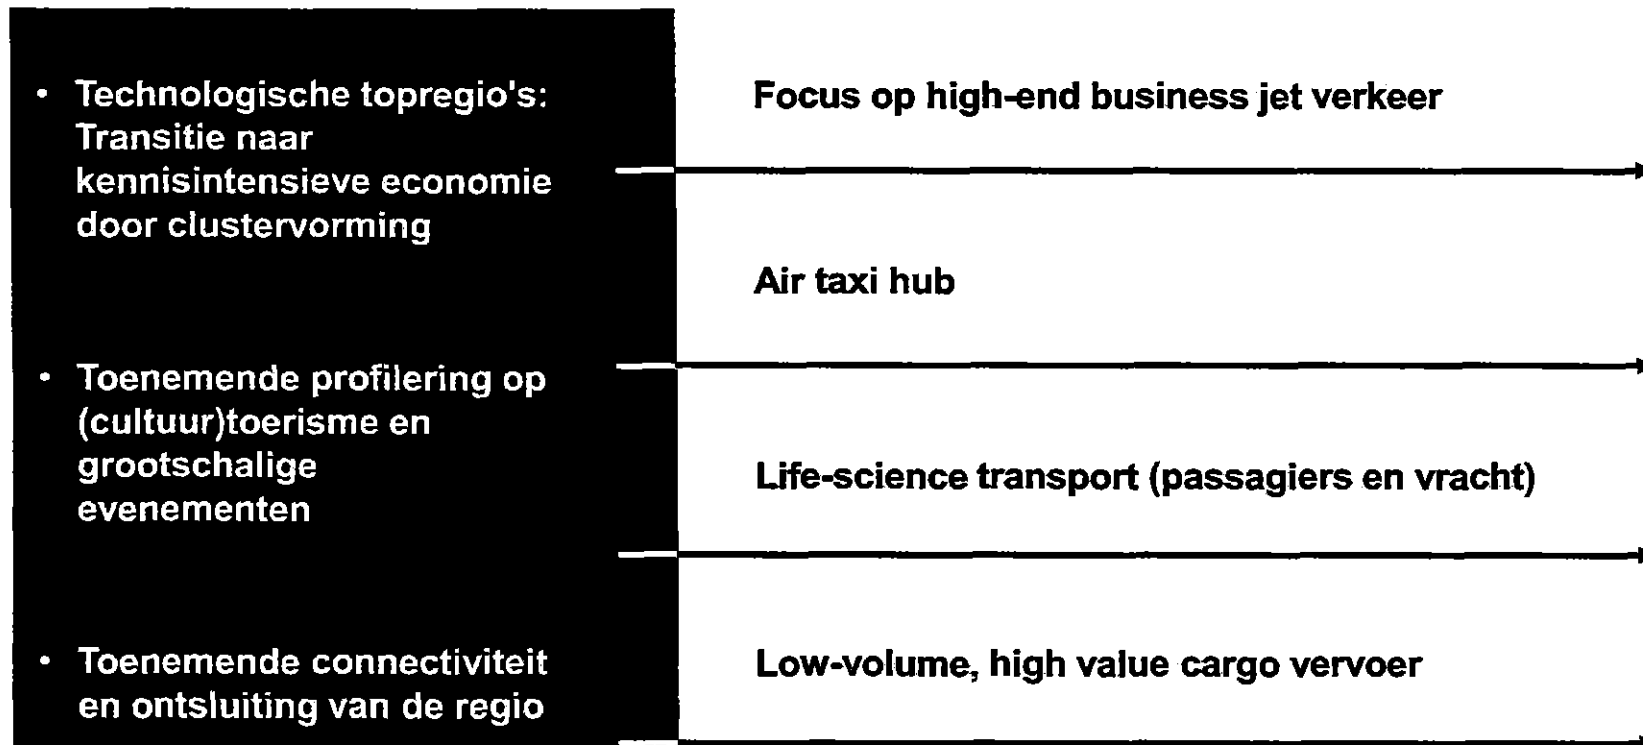 • Technologische topregio's:
Transitie naar
kennisintensieve economie
door clustervorming
• Toenemende profilering op
(cultuur)toerisme en
grootschalige
evenementen
• Toenemende connectiviteit
en ontsluiting van de regio
Focus op high-end business jet verkeer
Air taxi hub
Life-science transport (passagiers en vracht)
Low-volume, high value cargo vervoer